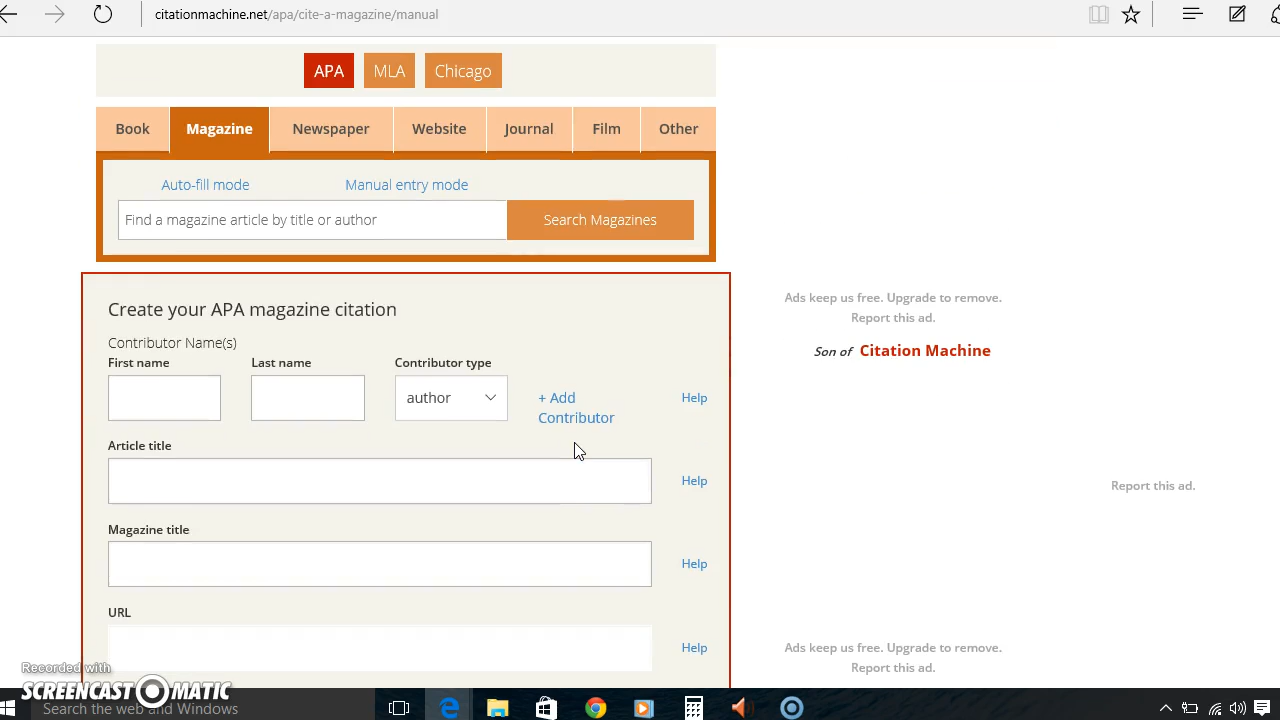 citationmachine.net/apa/cite-a-magazine/manual
APA MLA Chicago
Book Magazine Newspaper Website Journal Film Other
Auto-fill mode Manual entry mode
Find a magazine article by title or author Search Magazines
Create your APA magazine citation
Contributor Name(s)
First name Last name Contributor type
author
+ Add
Contributor
Help
Article title
Help
Magazine title
Help
URL
Help
Ads keep us free. Upgrade to remove.
Report this ad.
Son of Citation Machine
Report this ad.
Ads keep us free. Upgrade to remove.
Report this ad.
Recorded with
SCREENCAST-O-MATIC
Search the web and Windows